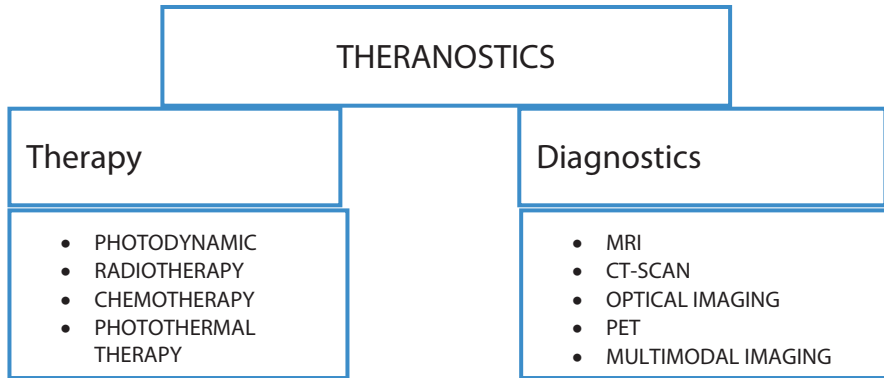 THERANOSTICS
Therapy
• PHOTODYNAMIC
• RADIOTHERAPY
• CHEMOTHERAPY
• PHOTOTHERMAL
THERAPY
Diagnostics
• MRI
• CT-SCAN
• OPTICAL IMAGING
• PET
• MULTIMODAL IMAGING